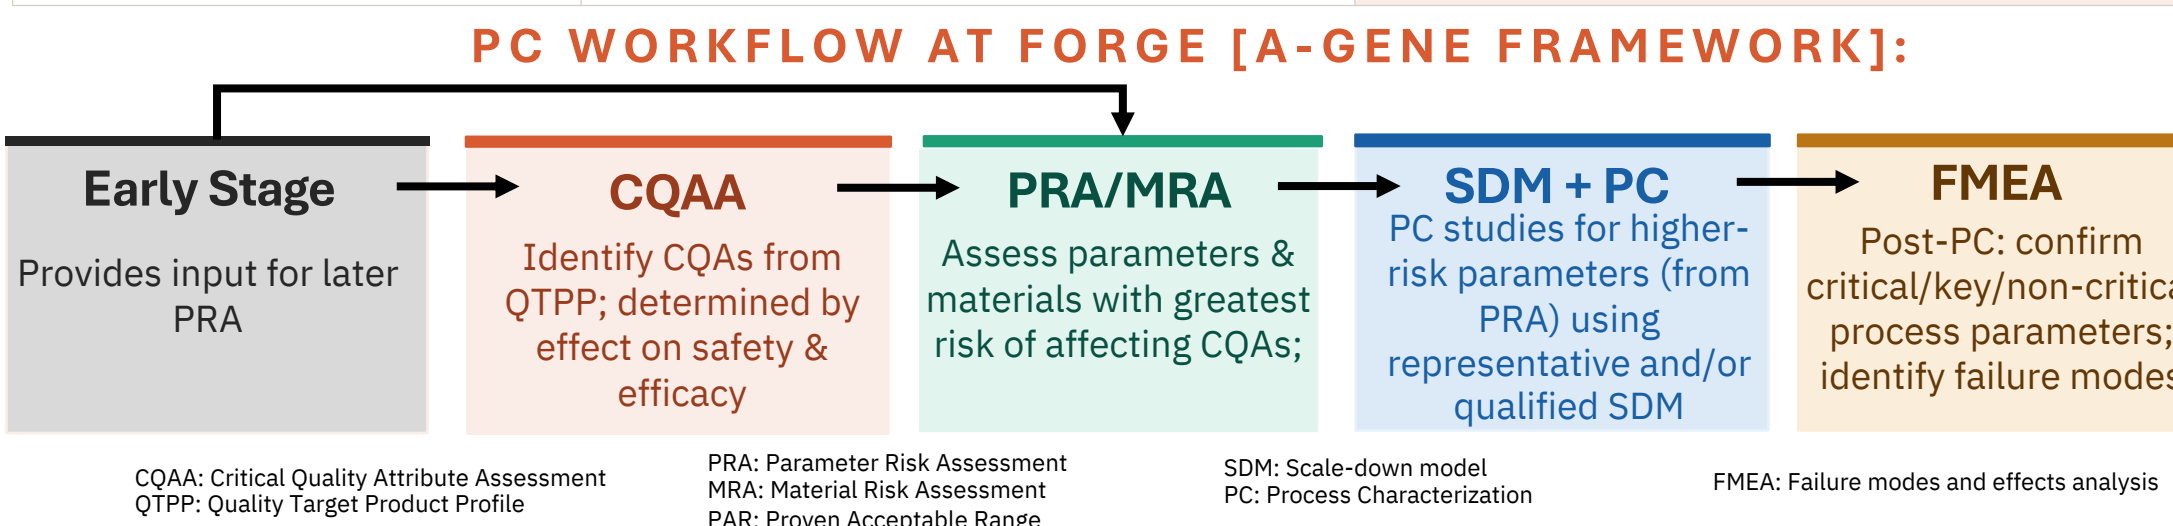 PC WORKFLOW AT FORGE [A-GENE FRAMEWORK]:
Early Stage
Provides input for later
PRA
CQAA
Identify CQAs from
QTPP; determined by
effect on safety &
efficacy
PRA/MRA
Assess parameters &
materials with greatest
risk of affecting CQAs;
SDM + PC
PC studies for higher-
risk parameters (from
PRA) using
representative and/or
qualified SDM
FMEA
Post-PC: confirm
critical/key/non-critica
process parameters;
identify failure modes
CQAA: Critical Quality Attribute Assessment
QTPP: Quality Target Product Profile
PRA: Parameter Risk Assessment
MRA: Material Risk Assessment
PAR: Proven Acceptable Range
SDM: Scale-down model
PC: Process Characterization
FMEA: Failure modes and effects analysis